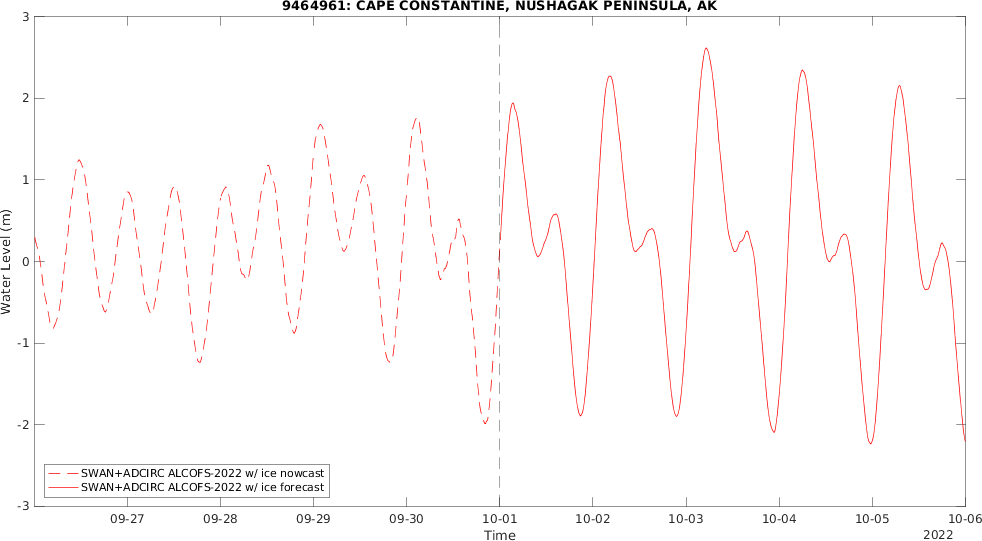 9464961: CAPE CONSTANTINE, NUSHAGAK PENINSULA, AK
3
2
1
0
-1
-2
-3
Water Level (m)
SWAN+ADCIRC ALCOFS-2022 w/ ice nowcast
SWAN+ADCIRC ALCOFS-2022 w/ ice forecast
09-27 09-28 09-29 09-30 10-01 10-02 10-03 10-04 10-05 10-06
Time
2022